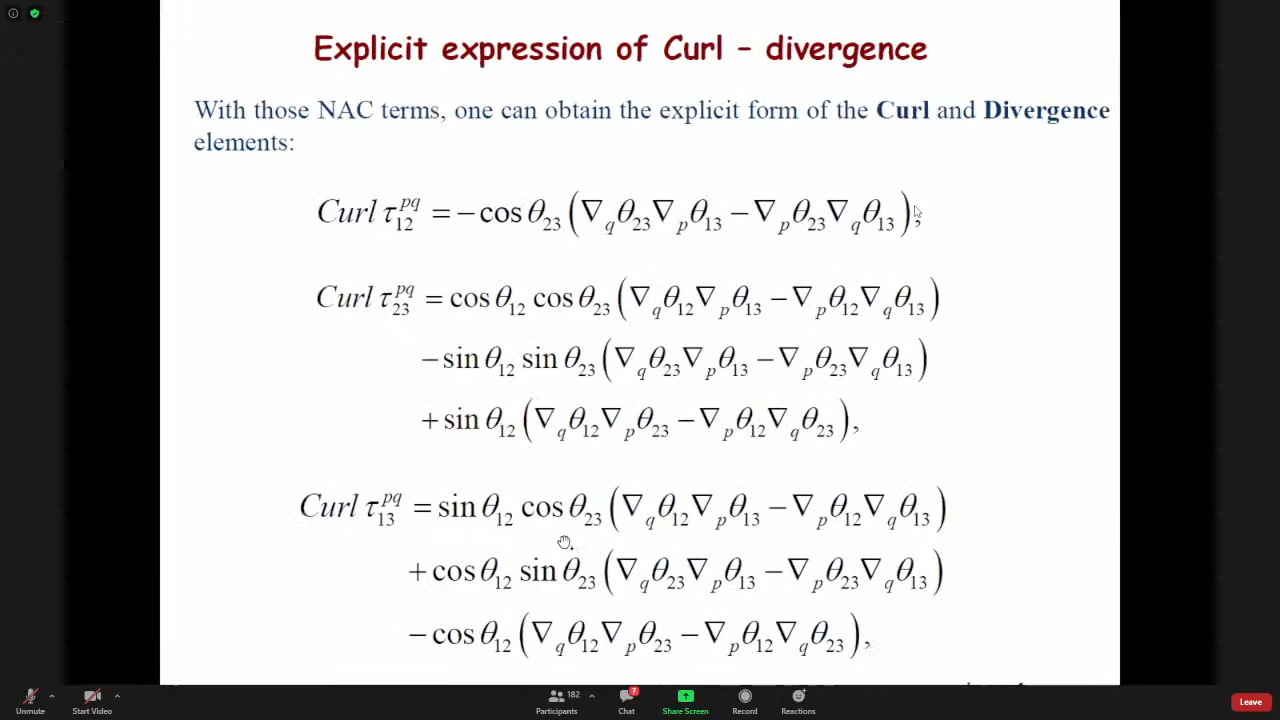 Explicit expression of Curl – divergence
With those NAC terms, one can obtain the explicit form of the Curl and Divergence
elements:
Curl τ₁₂^{pq} = − cos θ₂₃ (∇_q θ₂₃ ∇_p θ₁₃ − ∇_p θ₂₃ ∇_q θ₁₃),
Curl τ₂₃^{pq} = cos θ₁₂ cos θ₂₃ (∇_q θ₁₂ ∇_p θ₁₃ − ∇_p θ₁₂ ∇_q θ₁₃)
− sin θ₁₂ sin θ₂₃ (∇_q θ₂₃ ∇_p θ₁₃ − ∇_p θ₂₃ ∇_q θ₁₃)
+ sin θ₁₂ (∇_q θ₁₂ ∇_p θ₂₃ − ∇_p θ₁₂ ∇_q θ₂₃),
Curl τ₁₃^{pq} = sin θ₁₂ cos θ₂₃ (∇_q θ₁₂ ∇_p θ₁₃ − ∇_p θ₁₂ ∇_q θ₁₃)
+ cos θ₁₂ sin θ₂₃ (∇_q θ₂₃ ∇_p θ₁₃ − ∇_p θ₂₃ ∇_q θ₁₃)
− cos θ₁₂ (∇_q θ₁₂ ∇_p θ₂₃ − ∇_p θ₁₂ ∇_q θ₂₃),
182
7
Unmute
Start Video
Participants
Chat
Share Screen
Record
Reactions
Leave